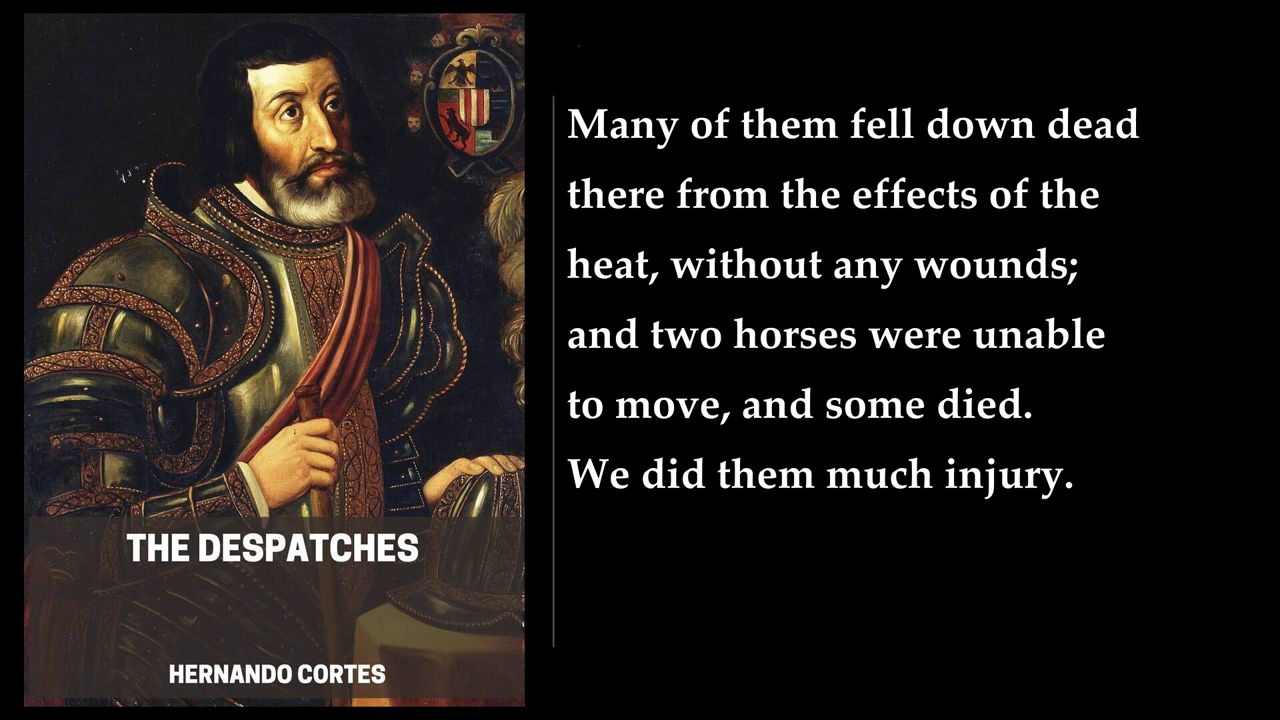 THE DESPATCHES
HERNANDO CORTES
Many of them fell down dead
there from the effects of the
heat, without any wounds;
and two horses were unable
to move, and some died.
We did them much injury.